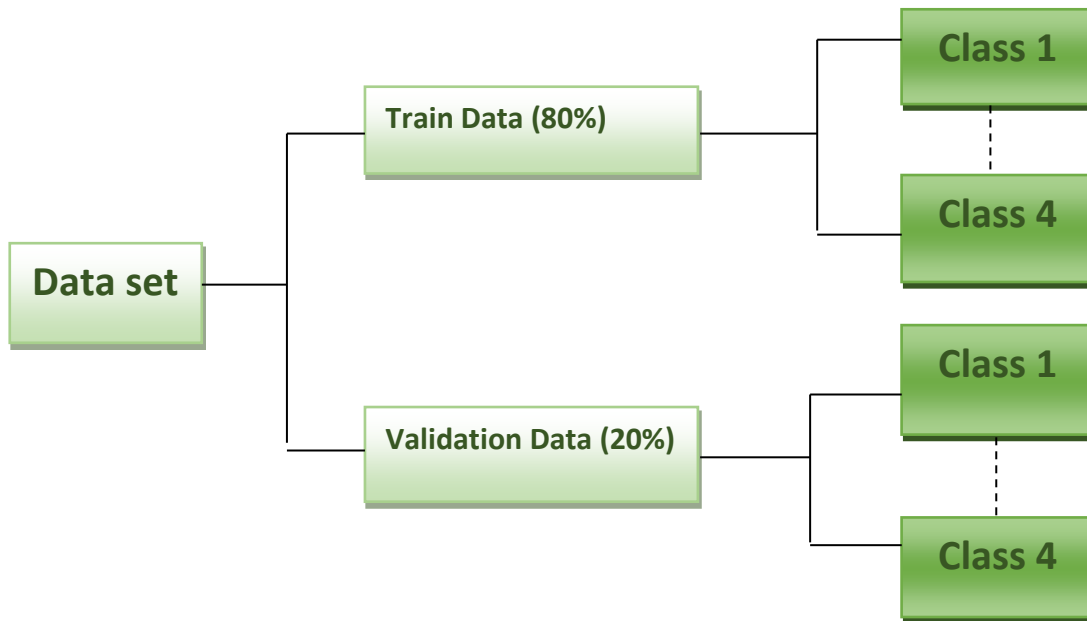 Class 1
Train Data (80%)
Class 4
Data set
Class 1
Validation Data (20%)
Class 4